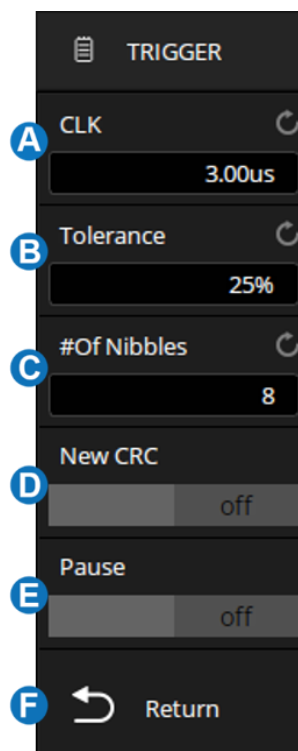 TRIGGER
CLK
A
3.00us
Tolerance
B
25%
#Of Nibbles
C
8
New CRC
D
off
Pause
E
off
F Return